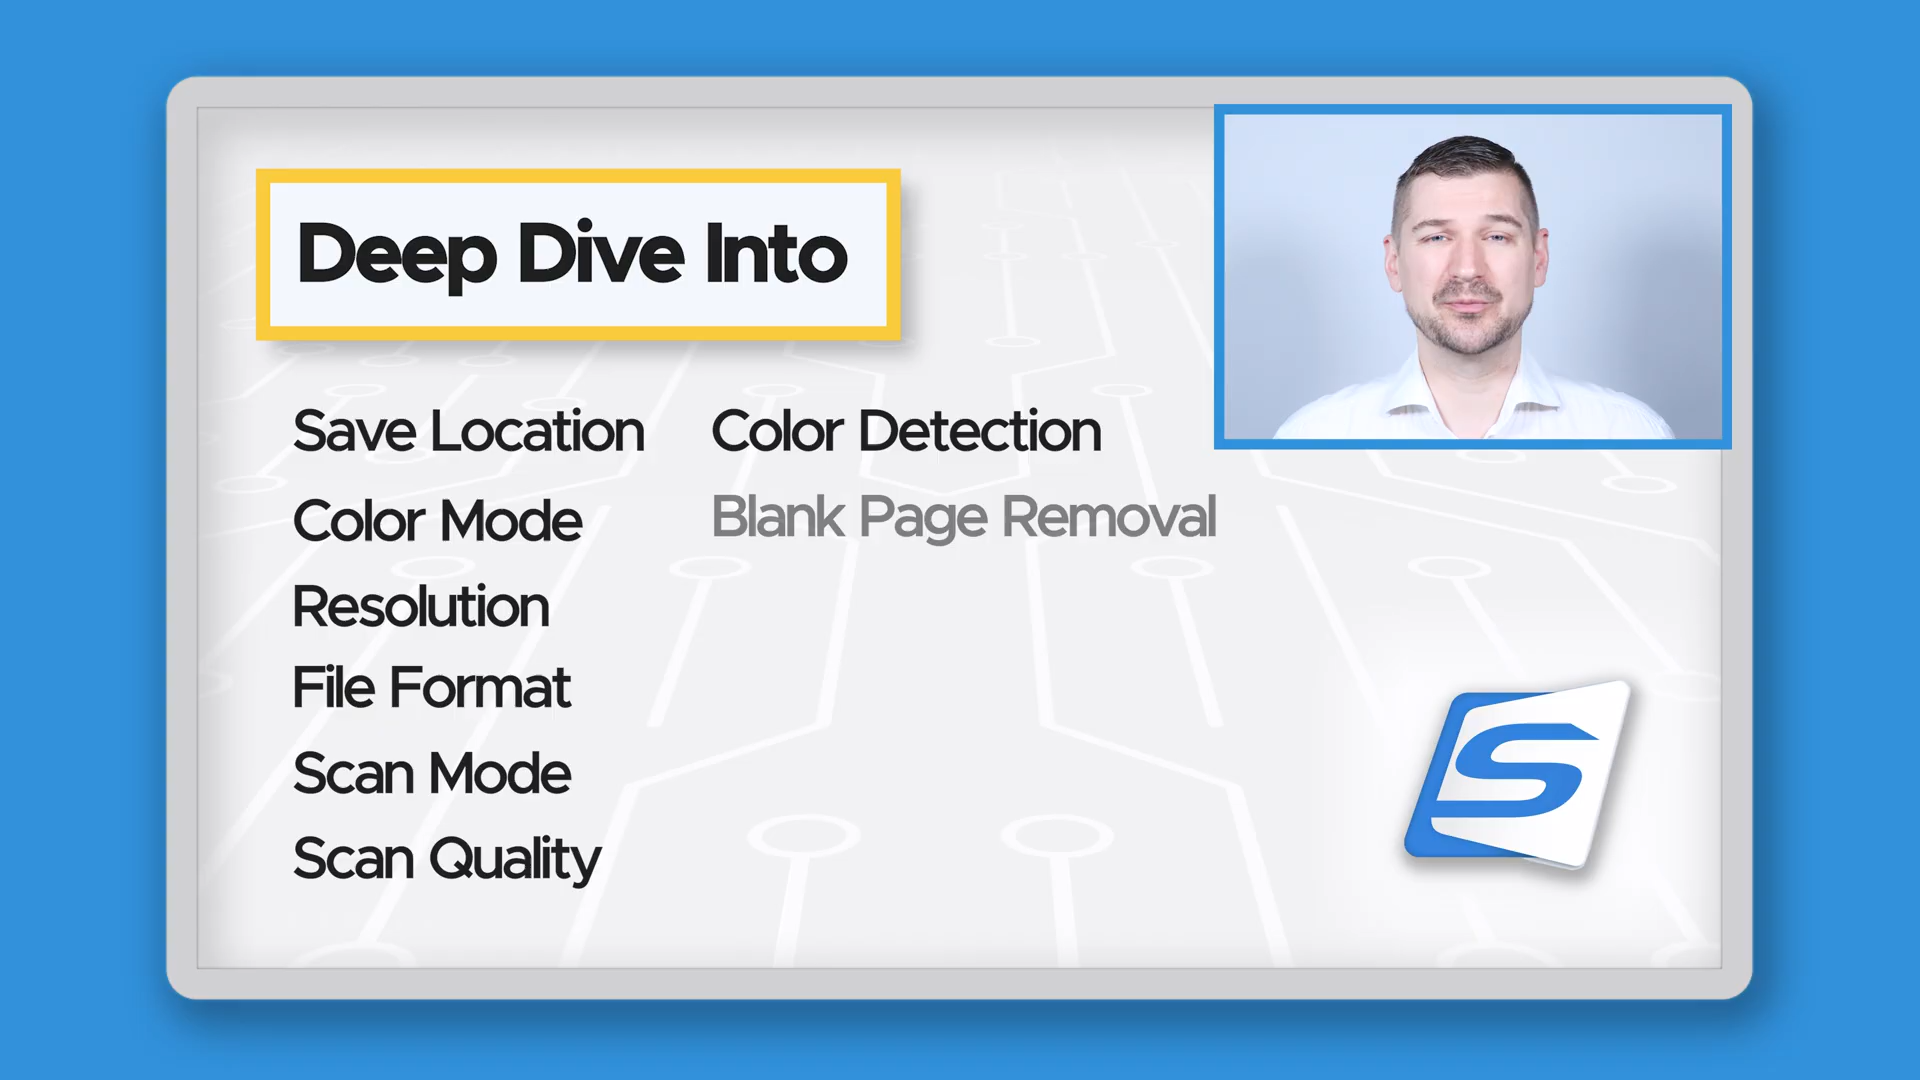 Deep Dive Into
Save Location
Color Mode
Resolution
File Format
Scan Mode
Scan Quality
Color Detection
Blank Page Removal
S